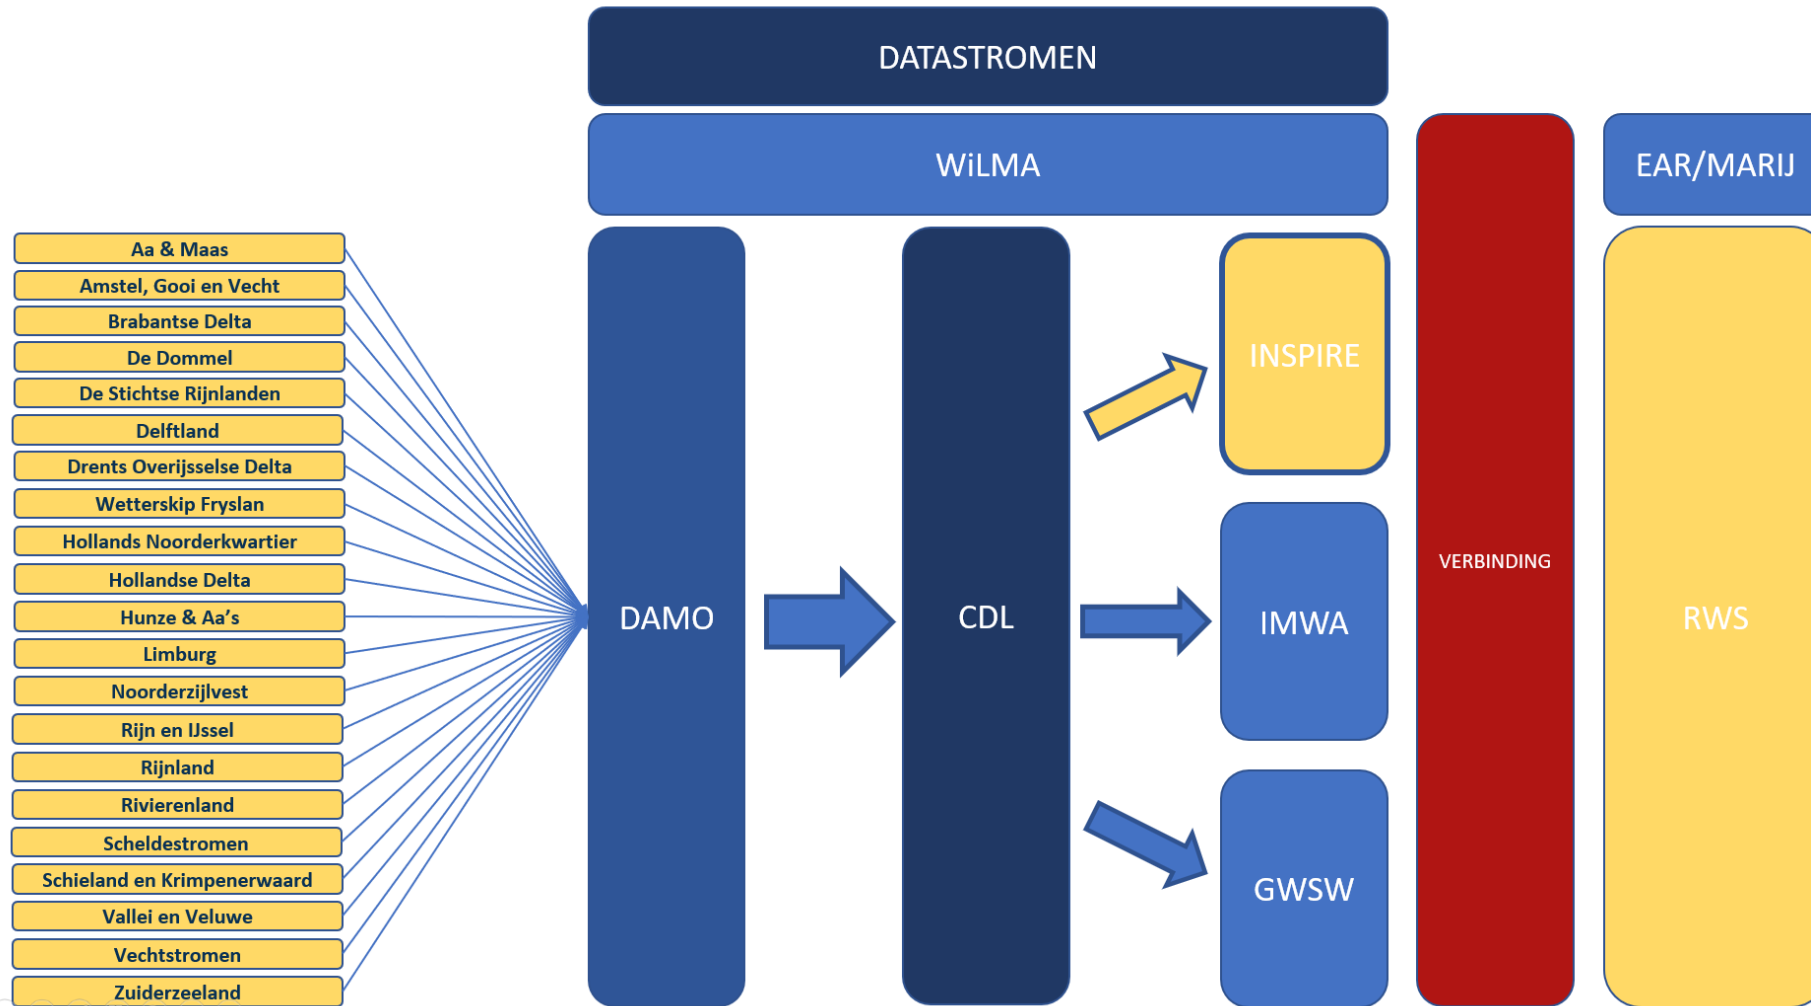 DATASTROMEN
WiLMA
EAR/MARIJ
Aa & Maas
Amstel, Gooi en Vecht
Brabantse Delta
De Dommel
De Stichtse Rijnlanden
Delftland
Drents Overijsselse Delta
Wetterskip Fryslan
Hollands Noorderkwartier
Hollandse Delta
Hunze & Aa’s
Limburg
Noorderzijlvest
Rijn en IJssel
Rijnland
Rivierenland
Scheldestromen
Schieland en Krimpenerwaard
Vallei en Veluwe
Vechtstromen
Zuiderzeeland
DAMO
CDL
INSPIRE
IMWA
GWSW
VERBINDING
RWS